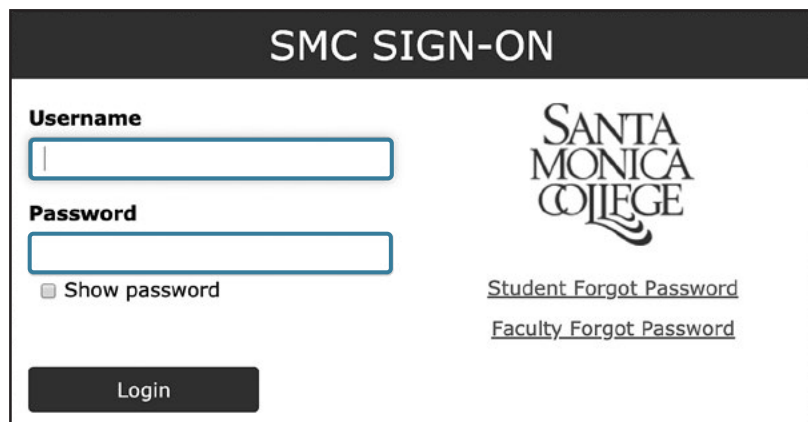 SMC SIGN-ON
Username
Password
Show password
Login
SANTA
MONICA
COLLEGE
Student Forgot Password
Faculty Forgot Password